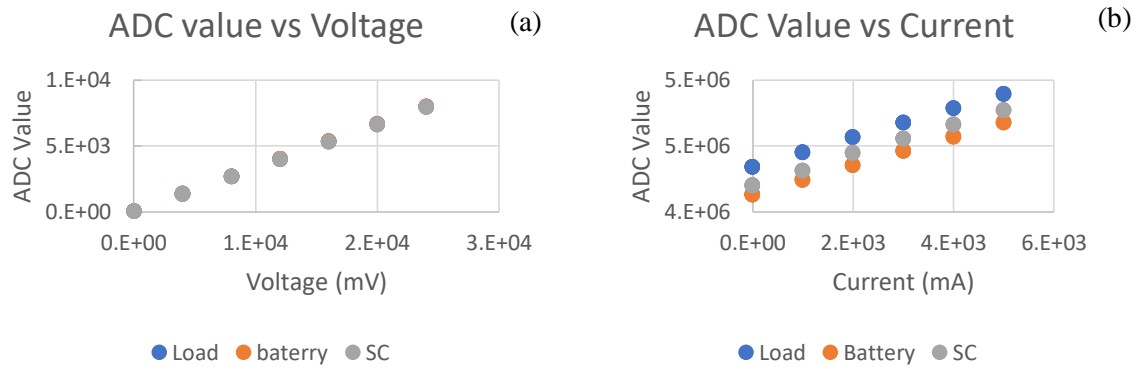 ADC value vs Voltage (a)
ADC Value
1.E+04
5.E+03
0.E+00
0.E+00 1.E+04 2.E+04 3.E+04
Voltage (mV)
Load baterry SC
ADC Value vs Current (b)
ADC Value
5.E+06
5.E+06
4.E+06
0.E+00 2.E+03 4.E+03 6.E+03
Current (mA)
Load Battery SC